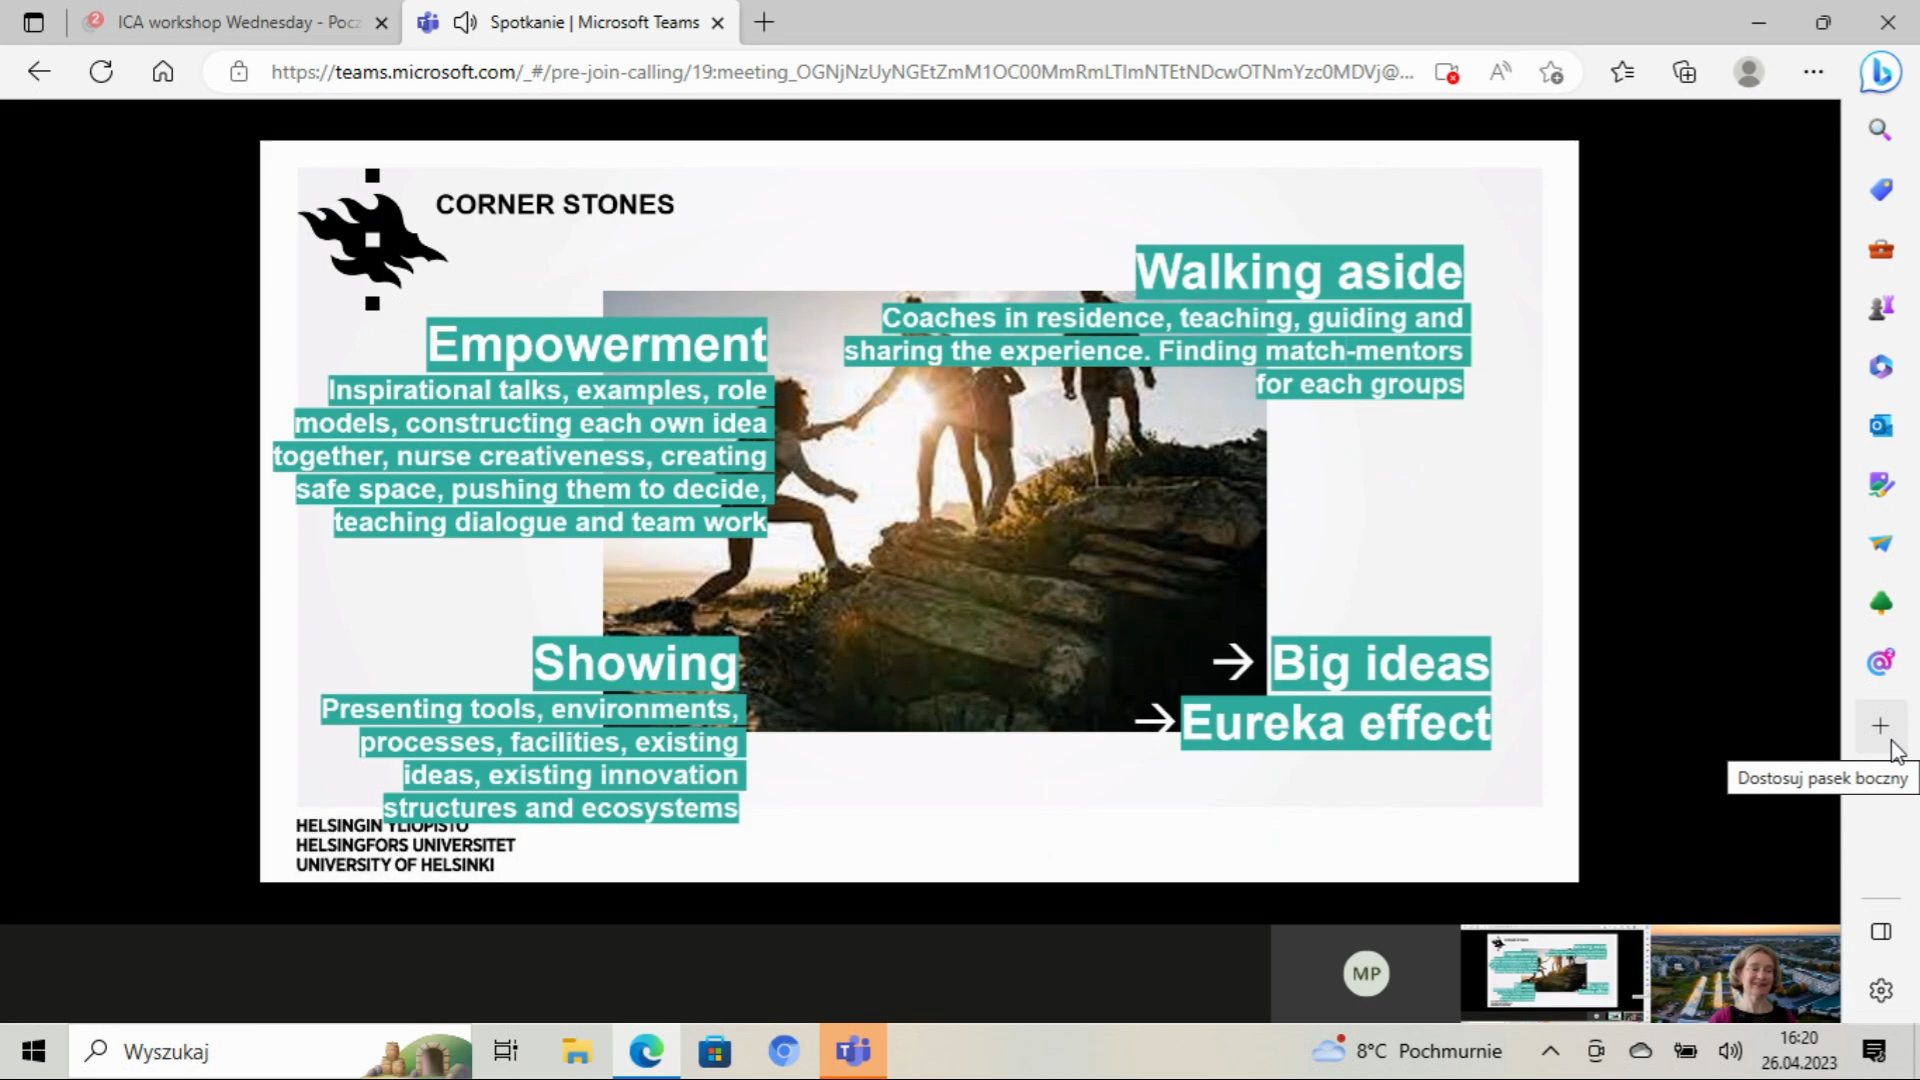 ICA workshop Wednesday - Pocz
Spotkanie | Microsoft Teams
https://teams.microsoft.com/_#/pre-join-calling/19:meeting_OGNjNzUyNGEtZmM1OC00MmRmLTlmNTEtNDcwOTNmYzc0MDVj@...
CORNER STONES
Walking aside
Coaches in residence, teaching, guiding and
sharing the experience. Finding match-mentors
for each groups
Empowerment
Inspirational talks, examples, role
models, constructing each own idea
together, nurse creativeness, creating
safe space, pushing them to decide,
teaching dialogue and team work
Showing
Presenting tools, environments,
processes, facilities, existing
ideas, existing innovation
structures and ecosystems
→ Big ideas
→ Eureka effect
HELSINGIN YLIOPISTO
HELSINGFORS UNIVERSITET
UNIVERSITY OF HELSINKI
Dostosuj pasek boczny
MP
Wyszukaj
8°C Pochmurnie
16:20
26.04.2023